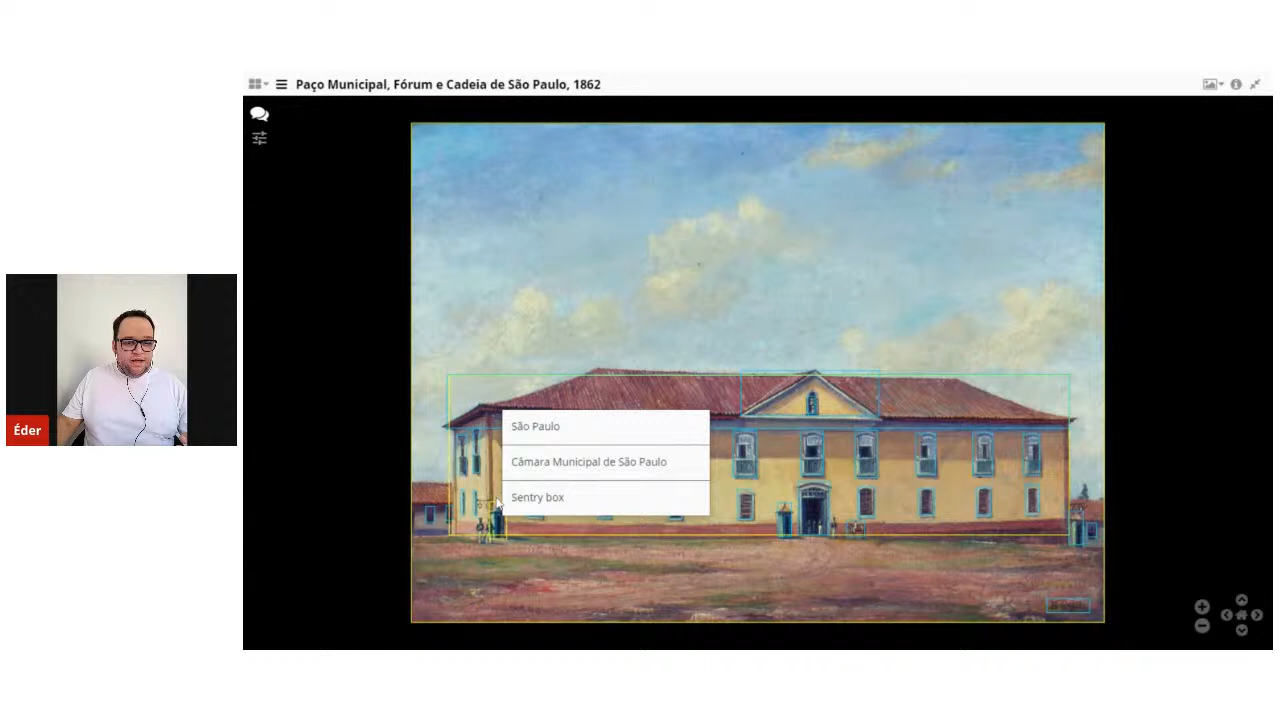 Paço Municipal, Fórum e Cadeia de São Paulo, 1862
São Paulo
Câmara Municipal de São Paulo
Sentry box
Éder